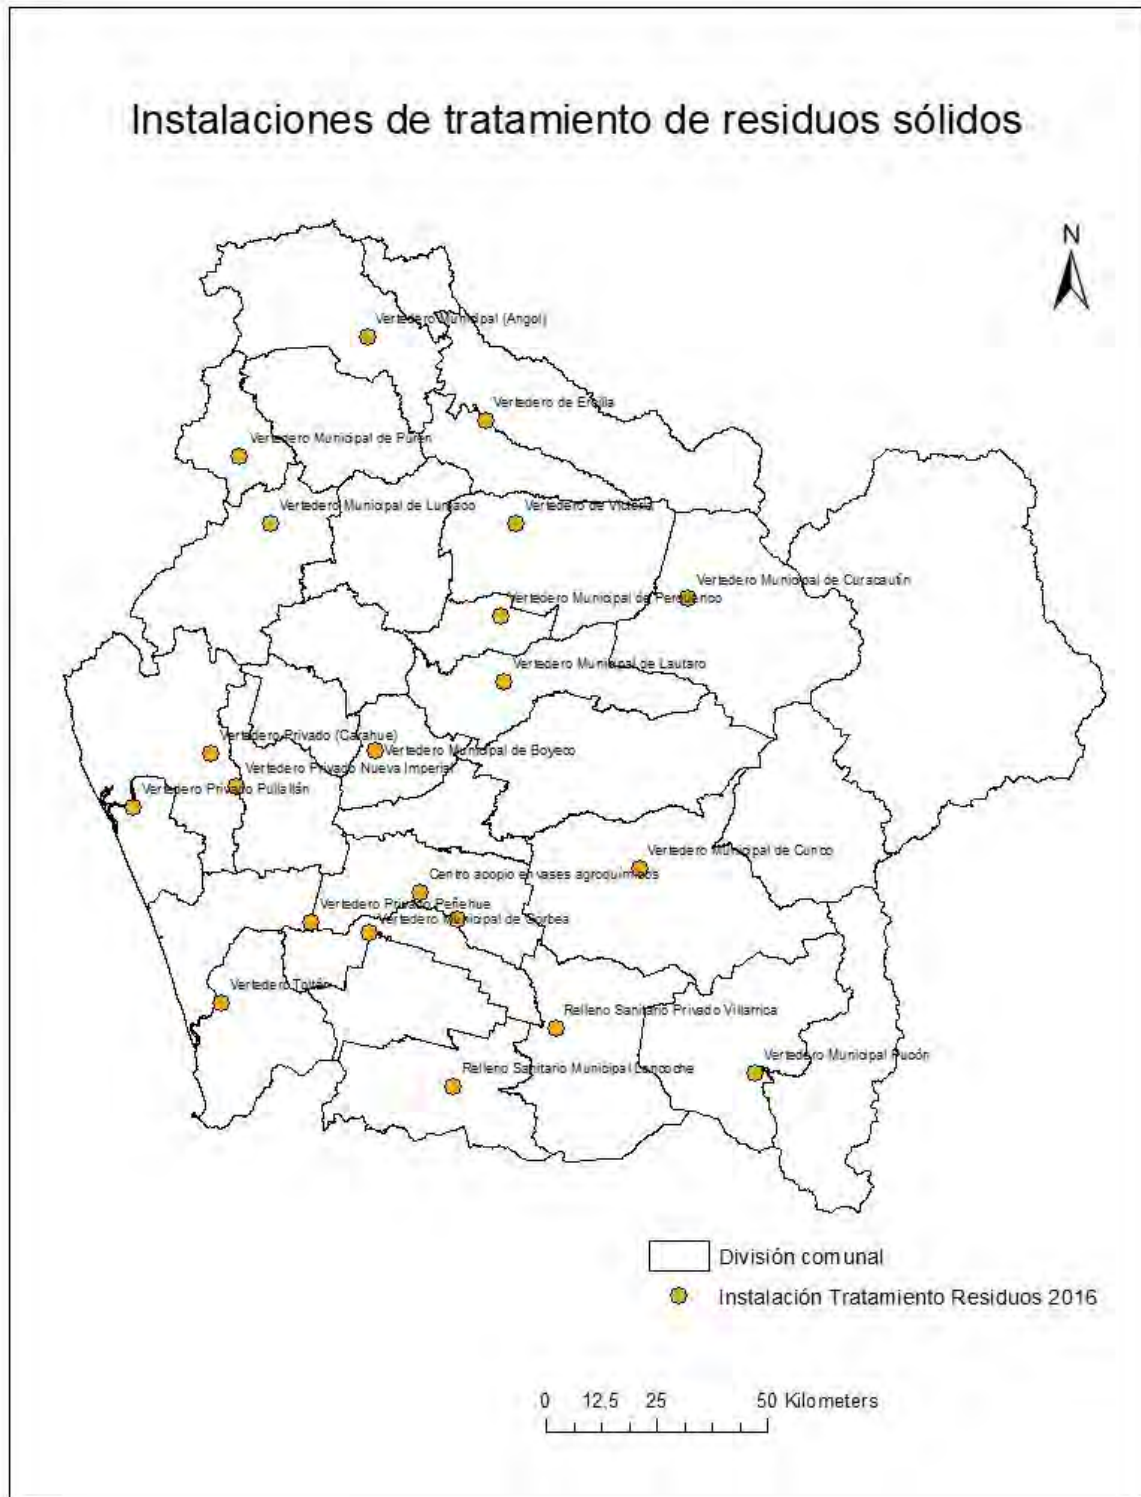 Instalaciones de tratamiento de residuos sólidos
N
Vertedero Municipal (Angol)
Vertedero de Ercilla
Vertedero Municipal de Purén
Vertedero Municipal de Lumaco
Vertedero de Victoria
Vertedero Municipal de Curacautín
Vertedero Municipal de Perquenco
Vertedero Municipal de Lautaro
Vertedero Privado (Carahue)
Vertedero Municipal de Boyeco
Vertedero Privado Nueva Imperial
Vertedero Privado Pullallán
Vertedero Municipal de Cunco
Centro acopio envases agroquímicos
Vertedero Privado Peñehue
Vertedero Municipal de Gorbea
Vertedero Toltén
Relleno Sanitario Privado Villarrica
Vertedero Municipal Pucón
Relleno Sanitario Municipal Loncoche
División comunal
Instalación Tratamiento Residuos 2016
0 12,5 25 50 Kilometers